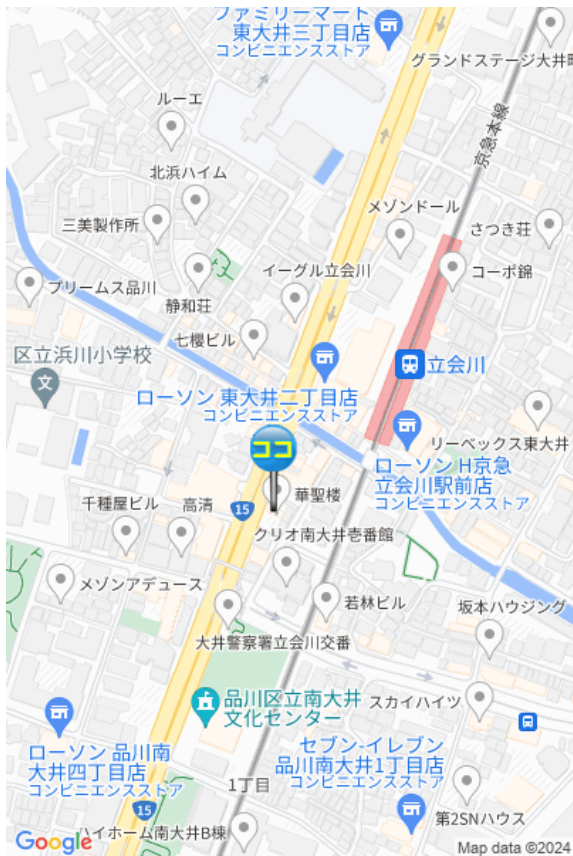 ファミリーマート
東大井三丁目店
コンビニエンスストア
グランドステージ大井町
ルーエ
京急本線
北浜ハイム
メゾンドール
三美製作所
さつき荘
イーグル立会川
コーポ錦
プリームス品川
静和荘
七櫻ビル
区立浜川小学校
文
立会川
ローソン 東大井二丁目店
コンビニエンスストア
リーベックス東大井
ココ
ローソン H京急
立会川駅前店
コンビニエンスストア
華聖楼
千種屋ビル
高清
15
クリオ南大井壱番館
メゾンアデュース
若林ビル
坂本ハウジング
大井警察署立会川交番
品川区立南大井
文化センター
スカイハイツ
ローソン 品川南
大井四丁目店
コンビニエンスストア
セブン-イレブン
品川南大井1丁目店
コンビニエンスストア
1丁目
15
第2SNハウス
Google
ハイホーム南大井B棟
Map data ©2024